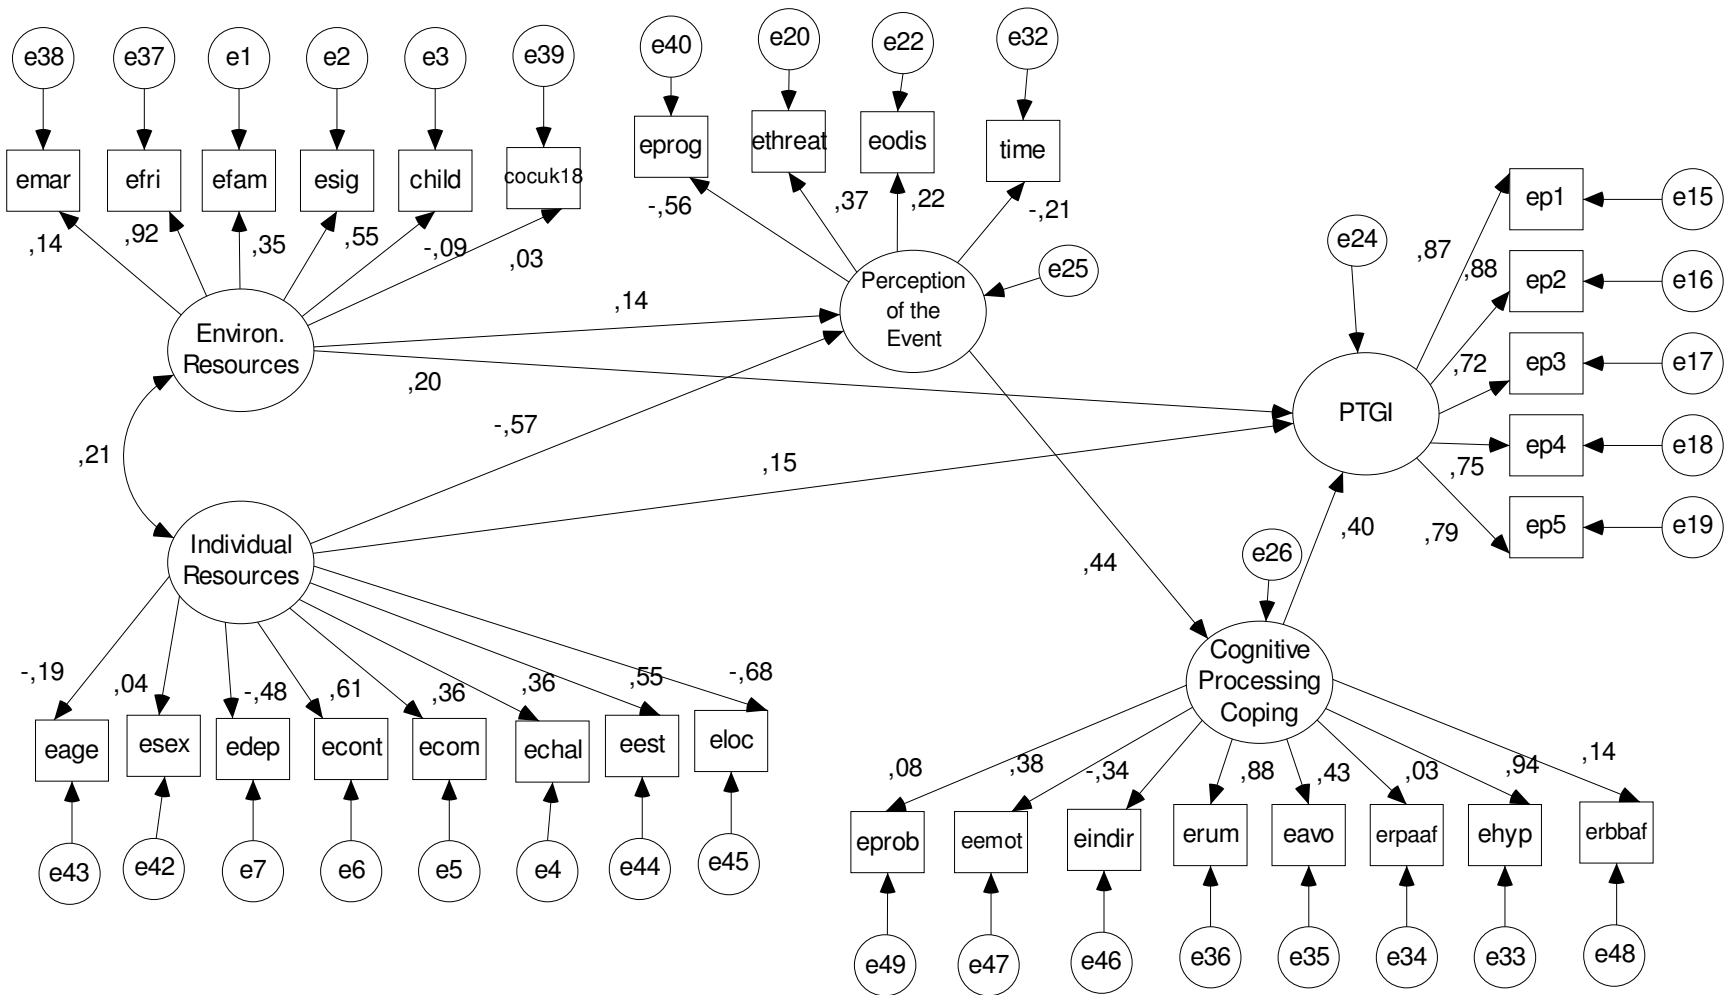 e38
e37
e1
e2
e3
e39
e40
e20
e22
e32
emar
efri
efam
esig
child
cocuk18
eprog
ethreat
eodis
time
,14
,92
,35
,55
-,09
,03
-,56
,37
,22
-,21
Environ.
Resources
Perception
of the
Event
e25
e24
,14
,20
-,57
,15
,21
,44
PTGI
,87
,88
,72
,75
,79
ep1
ep2
ep3
ep4
ep5
e15
e16
e17
e18
e19
,40
e26
Individual
Resources
-,19
,04
-,48
,61
,36
,36
,55
-,68
eage
esex
edep
econt
ecom
echal
eest
eloc
e43
e42
e7
e6
e5
e4
e44
e45
Cognitive
Processing
Coping
,08
,38
-,34
,88
,43
,03
,94
,14
eprob
eemot
eindir
erum
eavo
erpaaf
ehyp
erbbaf
e49
e47
e46
e36
e35
e34
e33
e48